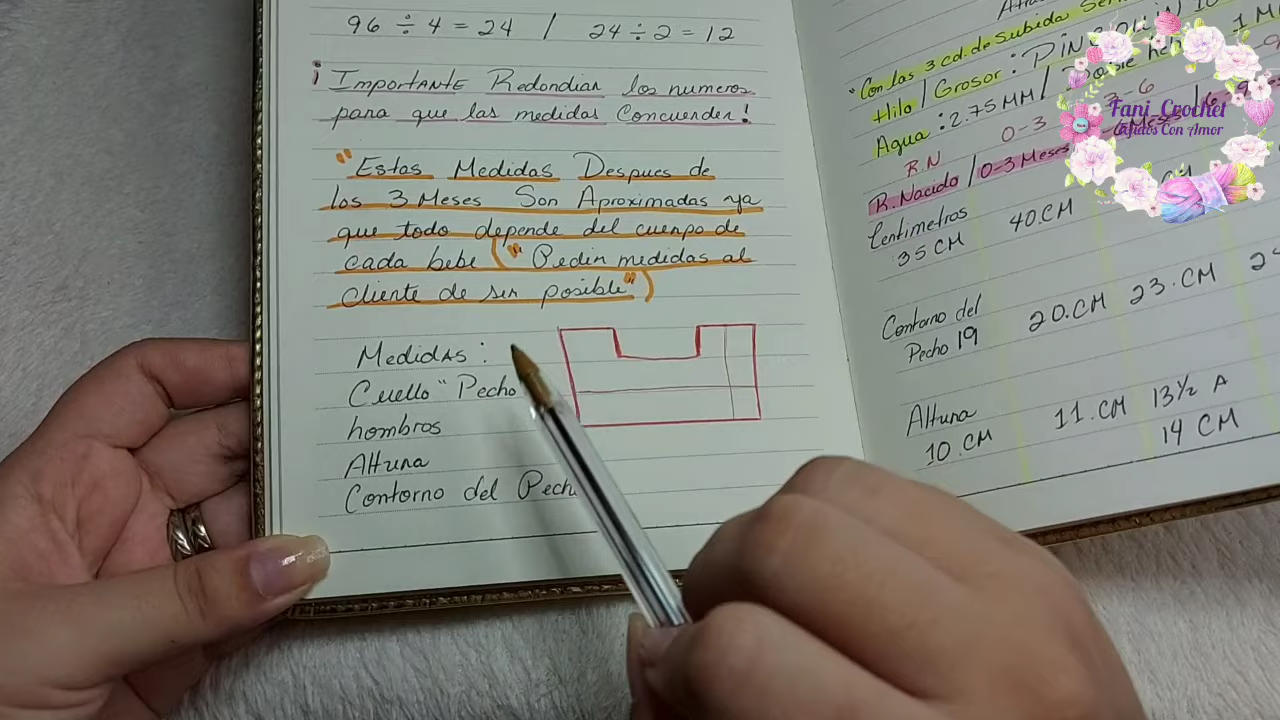 96 ÷ 4 = 24 / 24 ÷ 2 = 12
¡ Importante Redondiar los numeros
para que las medidas Concuerden!
"Estas Medidas Despues de
los 3 Meses Son Aproximadas ya
que todo depende del cuerpo de
cada bebe ("Pedir medidas al
cliente de ser posible")
Medidas:
Cuello " Pecho
hombros
Altura
Contorno del Pech
"Con las 3 cd. de Subida
Hilo / Grosor:
Agua: 2.75 MM /
R.N 0-3 3-6
R. Nacido / 0-3 Meses
Centimetros
35 CM 40.CM
Contorno del
Pecho 19 20.CM 23.CM
Altura
10.CM 11.CM 13½ A
14 CM
Fani Crochet
Tejidos Con Amor